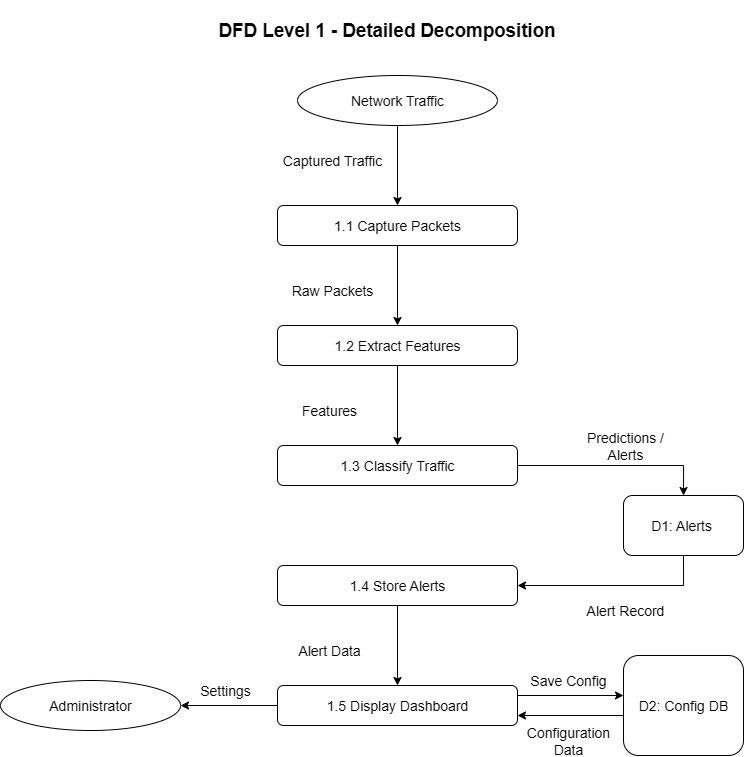 DFD Level 1 - Detailed Decomposition
Network Traffic
Captured Traffic
1.1 Capture Packets
Raw Packets
1.2 Extract Features
Features
1.3 Classify Traffic
Predictions /
Alerts
D1: Alerts
1.4 Store Alerts
Alert Record
Alert Data
Administrator
Settings
1.5 Display Dashboard
Save Config
D2: Config DB
Configuration
Data